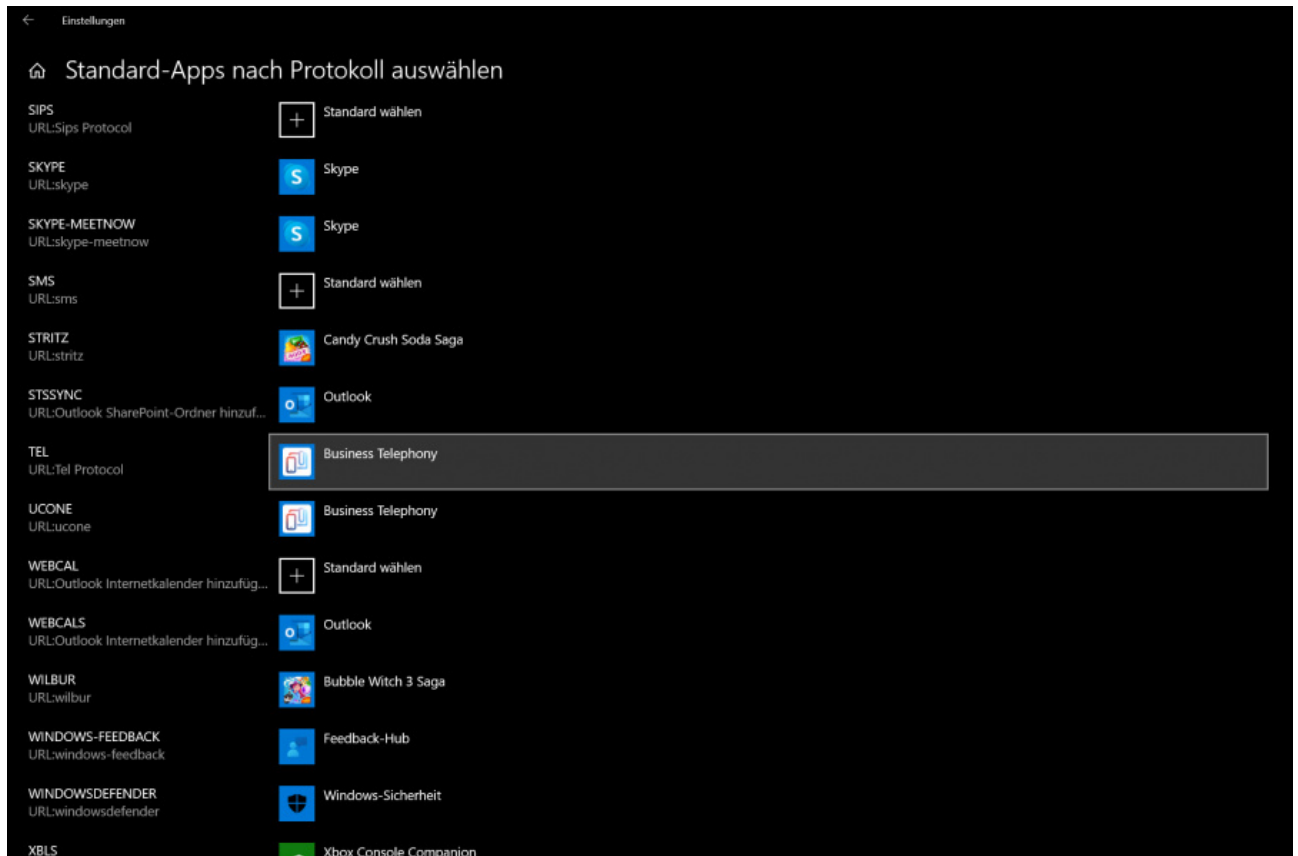 Einstellungen
Standard-Apps nach Protokoll auswählen
SIPS
URL:Sips Protocol
Standard wählen
SKYPE
URL:skype
Skype
SKYPE-MEETNOW
URL:skype-meetnow
Skype
SMS
URL:sms
Standard wählen
STRITZ
URL:stritz
Candy Crush Soda Saga
STSSYNC
URL:Outlook SharePoint-Ordner hinzuf...
Outlook
TEL
URL:Tel Protocol
Business Telephony
UCONE
URL:ucone
Business Telephony
WEBCAL
URL:Outlook Internetkalender hinzufüg...
Standard wählen
WEBCALS
URL:Outlook Internetkalender hinzufüg...
Outlook
WILBUR
URL:wilbur
Bubble Witch 3 Saga
WINDOWS-FEEDBACK
URL:windows-feedback
Feedback-Hub
WINDOWSDEFENDER
URL:windowsdefender
Windows-Sicherheit
XBLS
Xbox Console Companion